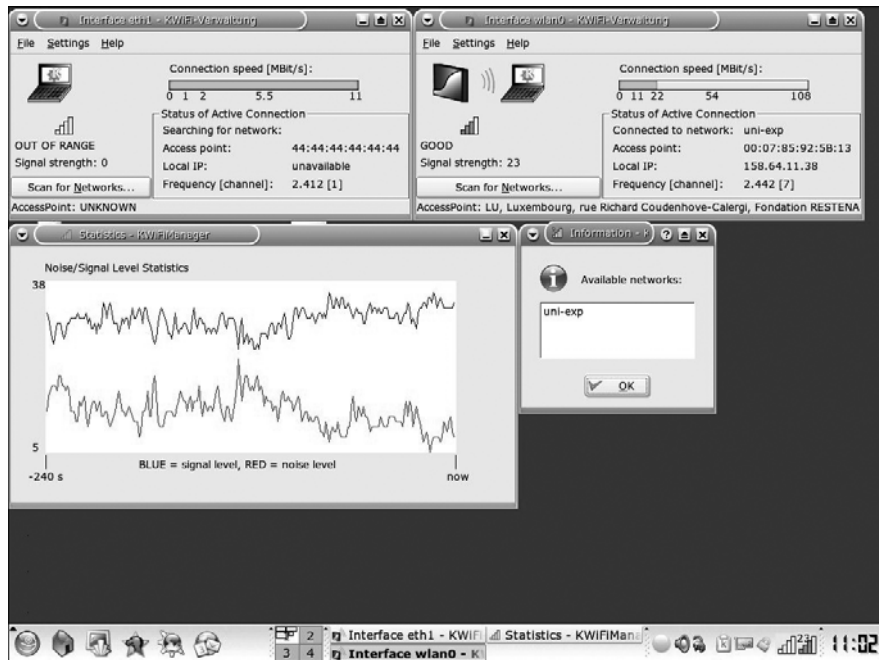 Interface eth1 - KWiFi-Verwaltung
File Settings Help
Connection speed [MBit/s]:
0 1 2 5.5 11
Status of Active Connection
OUT OF RANGE
Signal strength: 0
Searching for network:
Access point: 44:44:44:44:44:44
Local IP: unavailable
Frequency [channel]: 2.412 [1]
Scan for Networks...
AccessPoint: UNKNOWN
Interface wlan0 - KWiFi-Verwaltung
File Settings Help
Connection speed [MBit/s]:
0 11 22 54 108
Status of Active Connection
GOOD
Signal strength: 23
Connected to network: uni-exp
Access point: 00:07:85:92:5B:13
Local IP: 158.64.11.38
Frequency [channel]: 2.442 [7]
Scan for Networks...
AccessPoint: LU, Luxembourg, rue Richard Coudenhove-Calergi, Fondation RESTENA
Statistics - KWiFiManager
Noise/Signal Level Statistics
38
5
BLUE = signal level, RED = noise level
-240 s
now
Information - K
Available networks:
uni-exp
OK
2
3 4
Interface eth1 - KWiFi
Interface wlan0 - K
Statistics - KWiFiMana
23
11:02